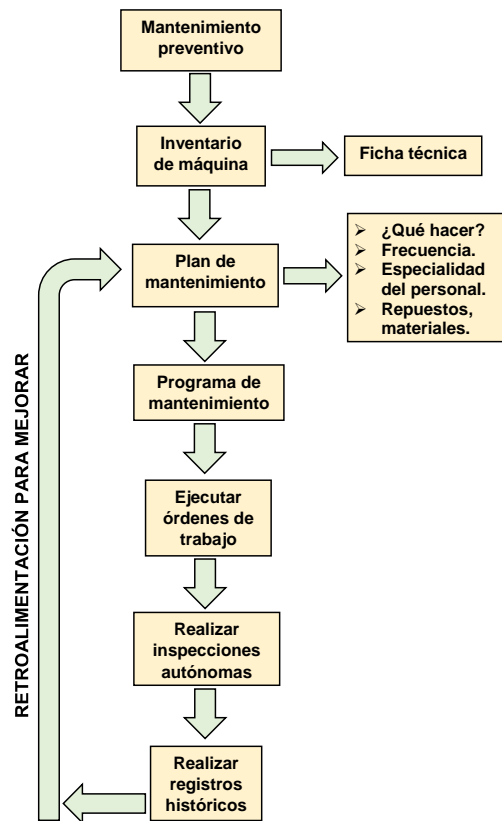 Mantenimiento
preventivo
Inventario
de máquina
Ficha técnica
Plan de
mantenimiento
➢ ¿Qué hacer?
➢ Frecuencia.
➢ Especialidad
del personal.
➢ Repuestos,
materiales.
Programa de
mantenimiento
Ejecutar
órdenes de
trabajo
Realizar
inspecciones
autónomas
Realizar
registros
históricos
RETROALIMENTACIÓN PARA MEJORAR